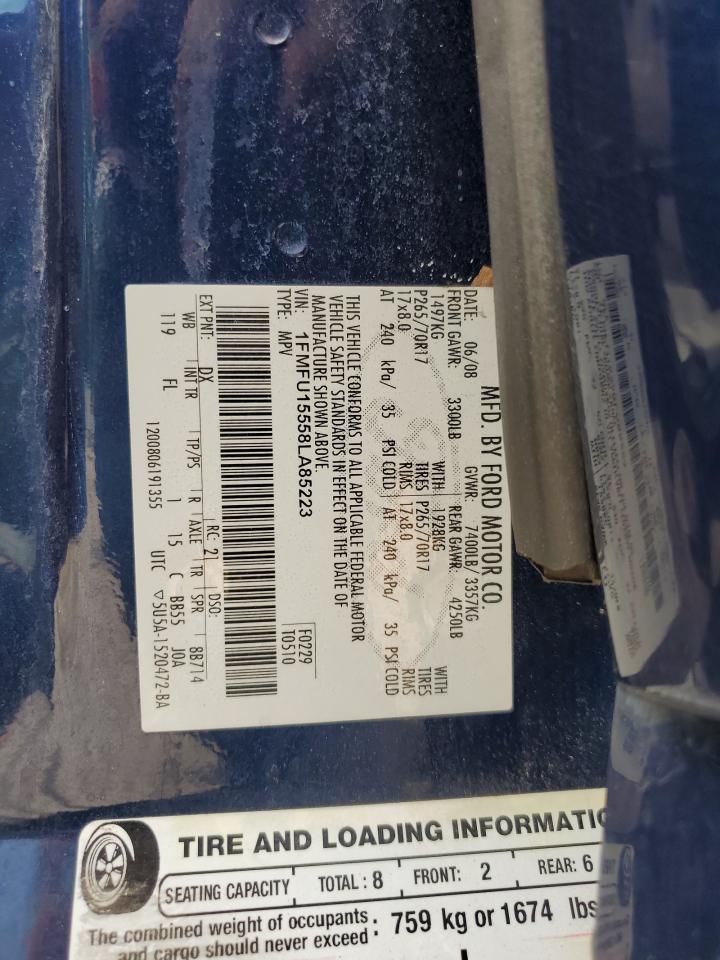 MFD. BY FORD MOTOR CO.
DATE: 06/08 GVWR: 7400LB/ 3357KG
FRONT GAWR: 3300LB REAR GAWR: 4250LB
1497KG WITH 1928KG WITH
P265/70R17 TIRES P265/70R17 TIRES
17x8.0 RIMS 17x8.0 RIMS
AT 240 kPa/ 35 PSI COLD AT 240 kPa/ 35 PSI COLD
THIS VEHICLE CONFORMS TO ALL APPLICABLE FEDERAL MOTOR
VEHICLE SAFETY STANDARDS IN EFFECT ON THE DATE OF
MANUFACTURE SHOWN ABOVE.
VIN: 1FMFU15558LA85223 F0229
TYPE: MPV T0510
EXT PNT: DX RC: 21 DSO:
WB INT TR TP/PS R AXLE TR SPR 8B714
119 FL 1 15 C BB55 JOA
1200806191355 UTC ▽5U5A-1520472-BA
TIRE AND LOADING INFORMATIO
SEATING CAPACITY TOTAL: 8 FRONT: 2 REAR: 6
The combined weight of occupants : 759 kg or 1674 lbs
and cargo should never exceed :